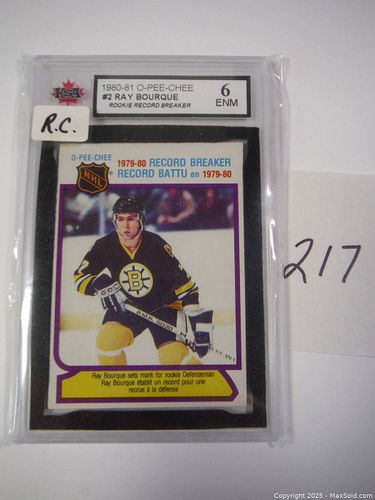 KSA
1980-81 O-PEE-CHEE
#2 RAY BOURQUE
ROOKIE RECORD BREAKER
6
ENM
R.C.
O-PEE-CHEE
NHL
1979-80 RECORD BREAKER
RECORD BATTU en 1979-80
B
7
217
Ray Bourque sets mark for rookie Defenseman
Ray Bourque établit un record pour une
recrue à la défense
Copyright 2025 - MaxSold.com